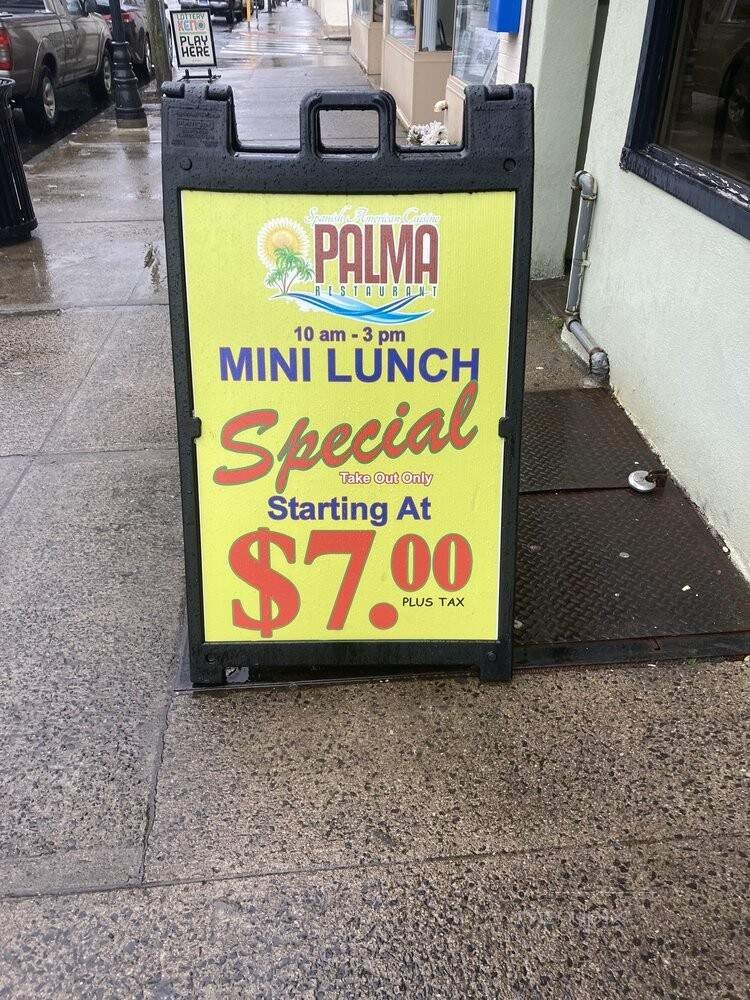 LOTTERY
KENO
PLAY
HERE
Spanish American Cuisine
PALMA
RESTAURANT
10 am - 3 pm
MINI LUNCH
Special
Take Out Only
Starting At
$7.00
PLUS TAX